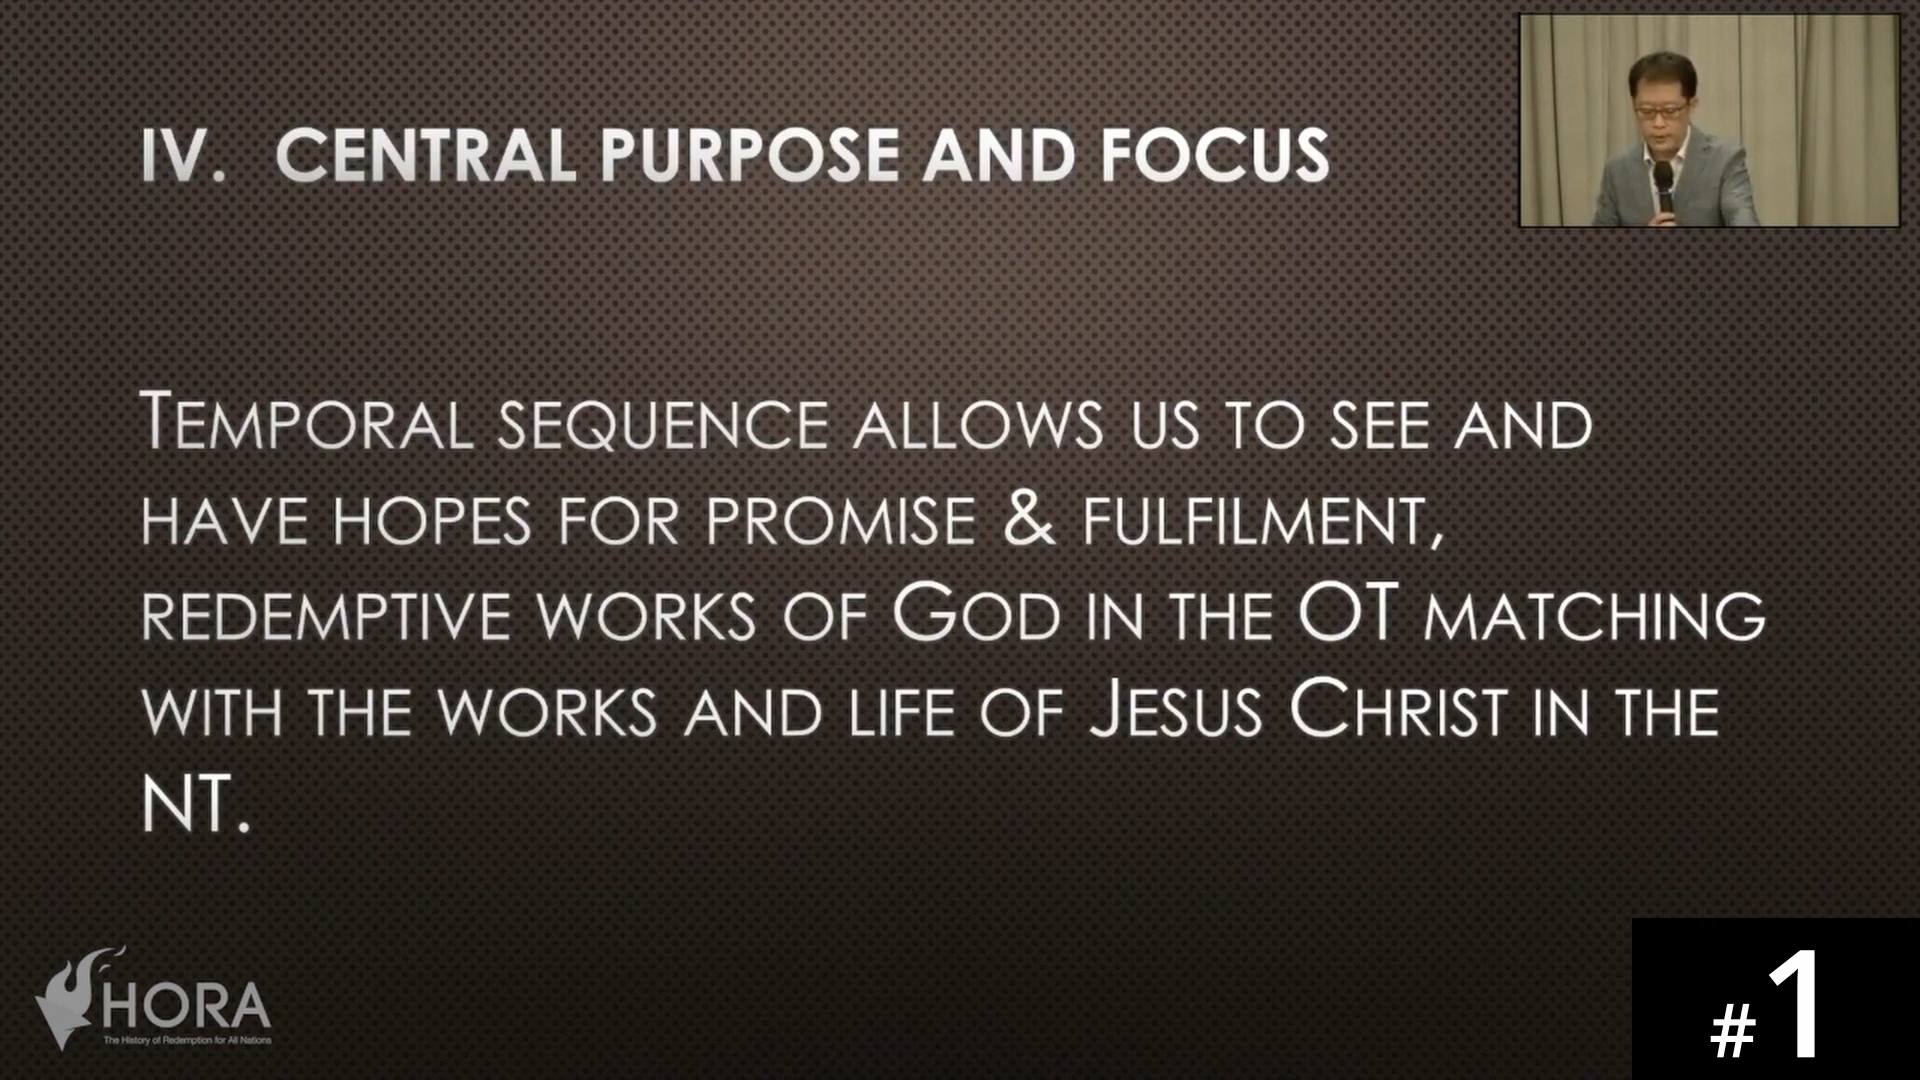 IV. CENTRAL PURPOSE AND FOCUS
TEMPORAL SEQUENCE ALLOWS US TO SEE AND
HAVE HOPES FOR PROMISE & FULFILMENT,
REDEMPTIVE WORKS OF GOD IN THE OT MATCHING
WITH THE WORKS AND LIFE OF JESUS CHRIST IN THE
NT.
HORA
The History of Redemption for All Nations
#1